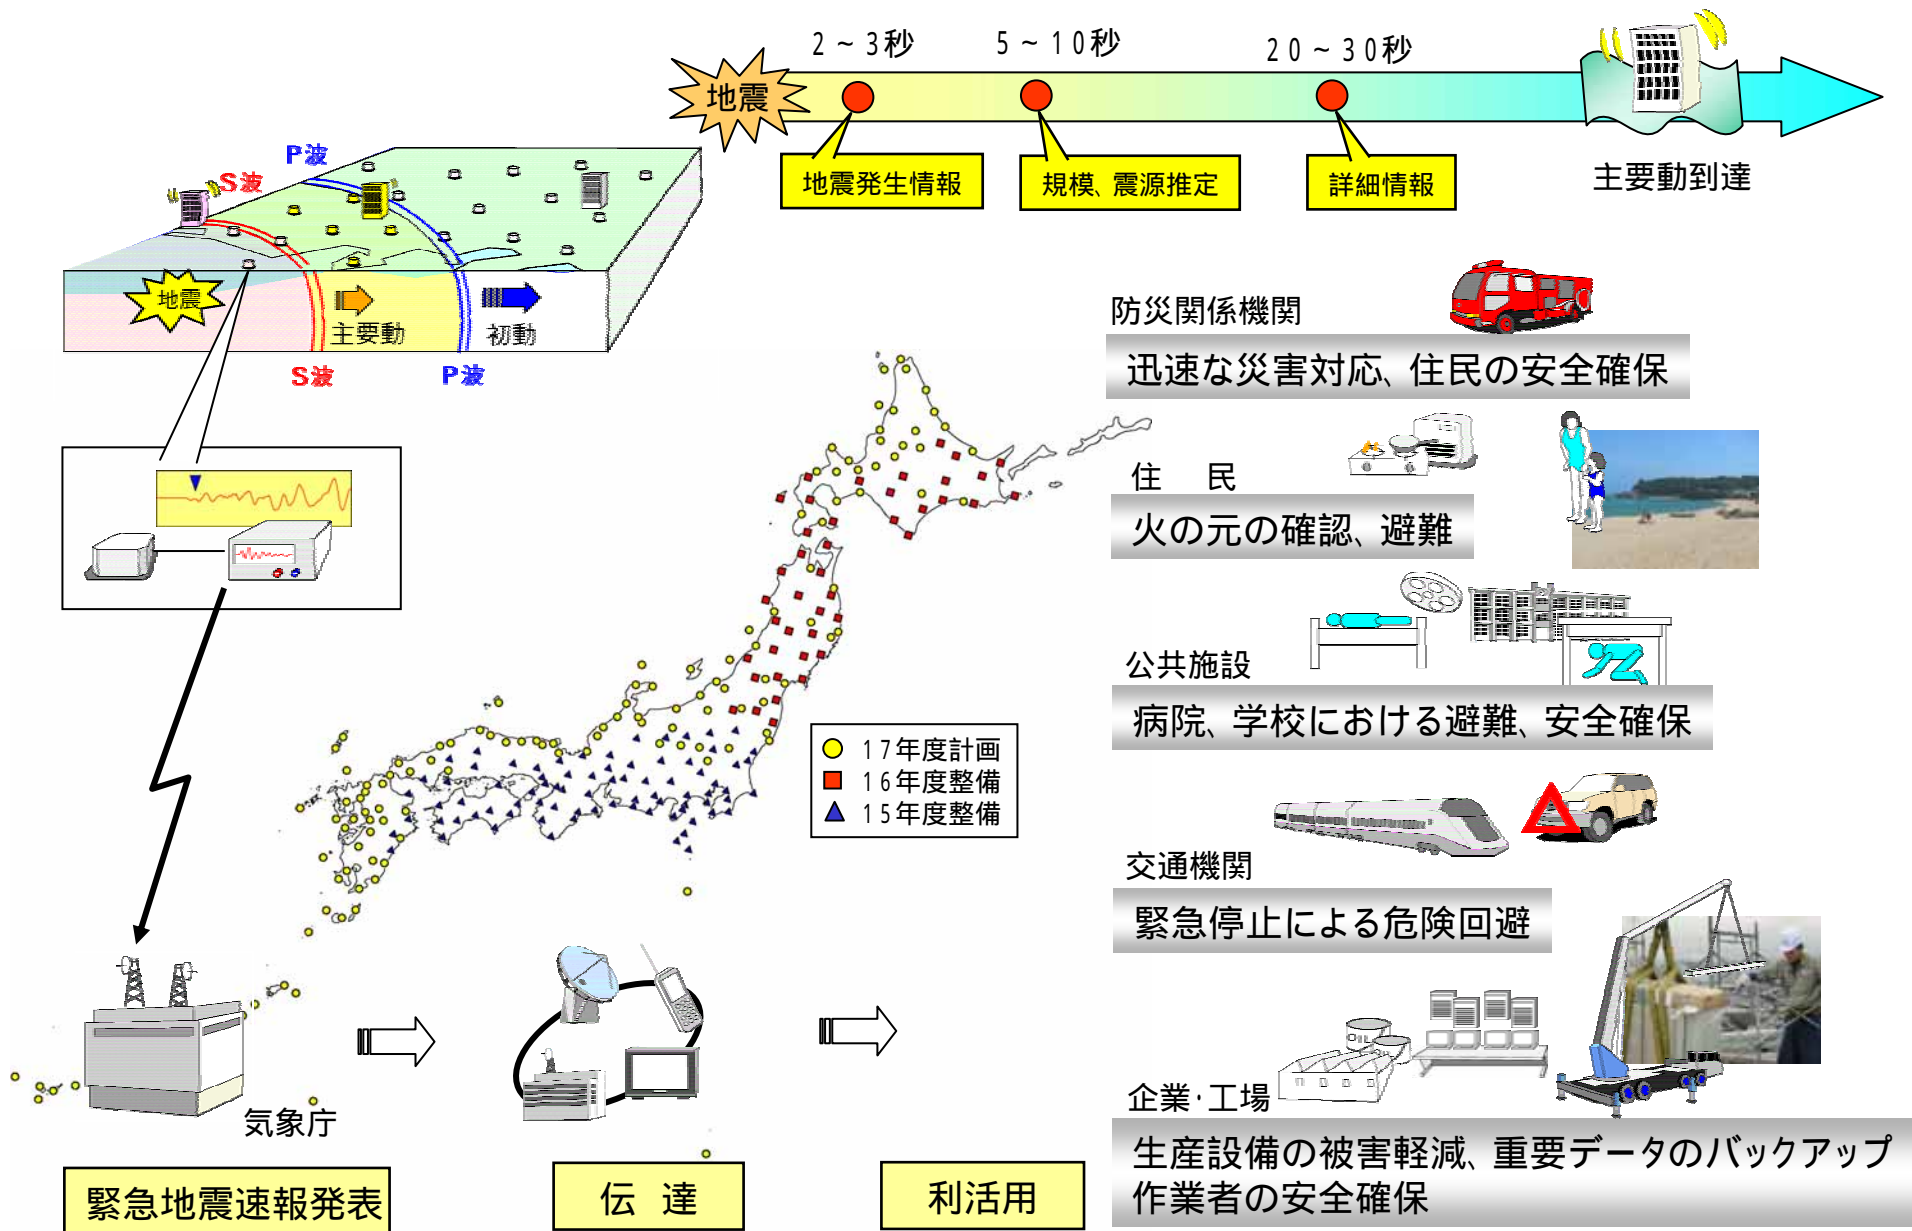 2～3秒
5～10秒
20～30秒
地震
地震発生情報
規模、震源推定
詳細情報
主要動到達
P波
S波
地震
主要動
初動
S波
P波
防災関係機関
迅速な災害対応、住民の安全確保
住　民
火の元の確認、避難
公共施設
病院、学校における避難、安全確保
17年度計画
16年度整備
15年度整備
交通機関
緊急停止による危険回避
OIL
企業・工場
生産設備の被害軽減、重要データのバックアップ
作業者の安全確保
気象庁
緊急地震速報発表
伝　達
利活用